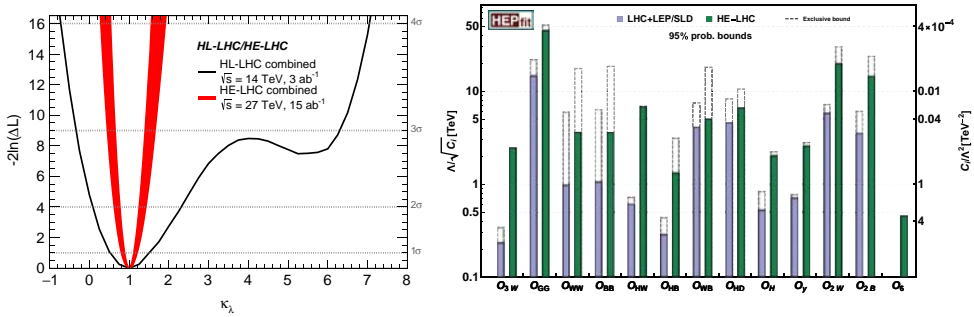 16
14
12
10
8
6
4
2
0
-2ln(ΔL)
HL-LHC/HE-LHC
HL-LHC combined
√s = 14 TeV, 3 ab⁻¹
HE-LHC combined
√s = 27 TeV, 15 ab⁻¹
4σ
3σ
2σ
1σ
−1 0 1 2 3 4 5 6 7 8
κλ
HEPfit
LHC+LEP/SLD HE-LHC Exclusive bound
95% prob. bounds
50
10
5
1
0.5
0.1
Λ/√Cᵢ [TeV]
4×10⁻⁴
0.01
0.04
1
4
Cᵢ/Λ² [TeV⁻²]
O3W OGG OWW OBB OHW OHB OWB OHD OH Oy O2W O2B O6